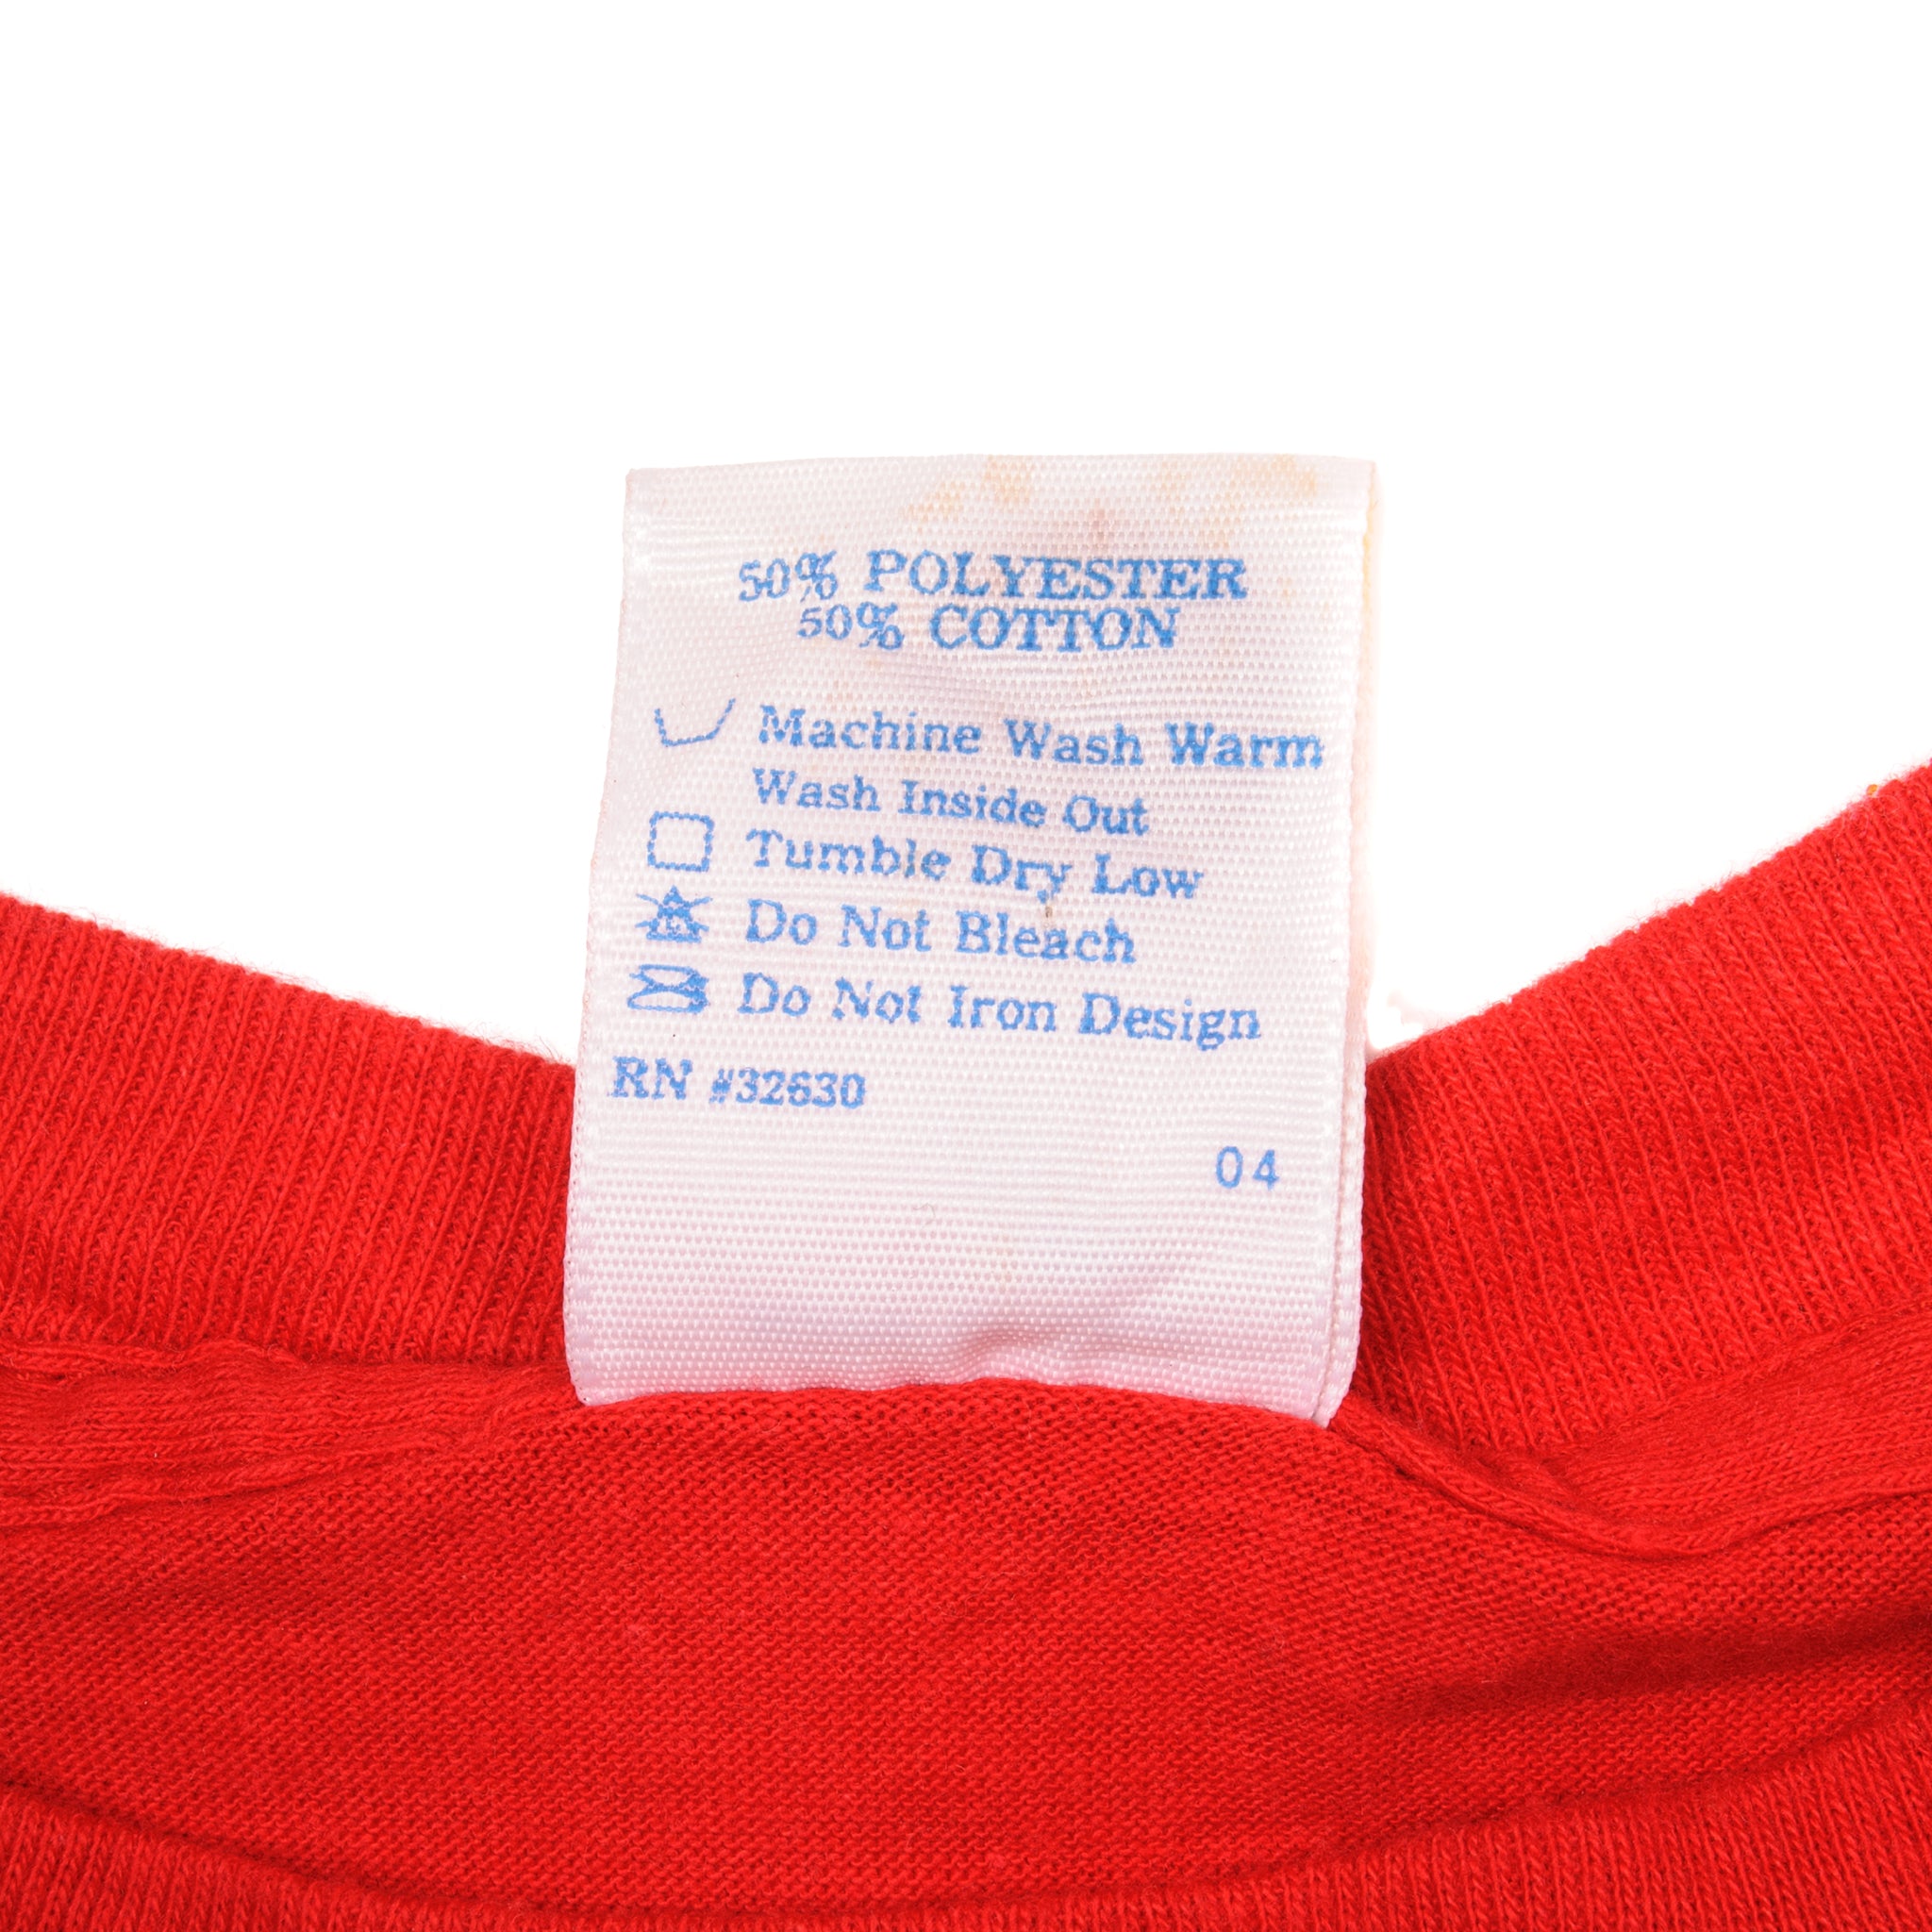 50% POLYESTER
50% COTTON
Machine Wash Warm
Wash Inside Out
Tumble Dry Low
Do Not Bleach
Do Not Iron Design
RN #32630
04